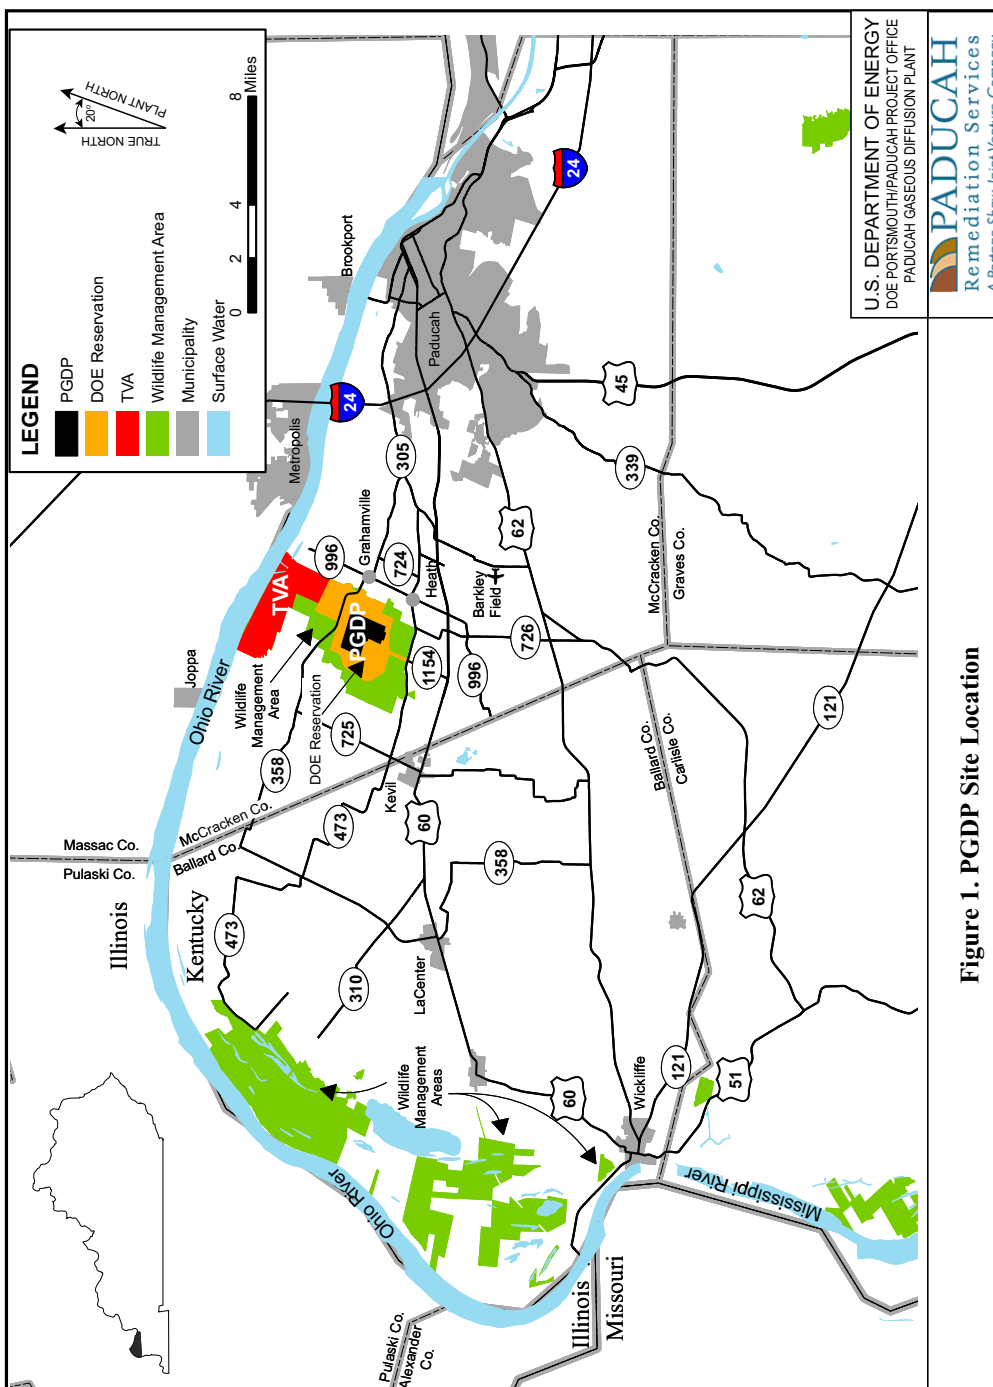 LEGEND
PGDP
DOE Reservation
TVA
Wildlife Management Area
Municipality
Surface Water
0 2 4 8
Miles
TRUE NORTH
PLANT NORTH
20°
Massac Co.
Pulaski Co.
Illinois
Kentucky
McCracken Co.
Ballard Co.
Ohio River
Joppa
Metropolis
Brookport
Paducah
24
24
TVA
PGDP
Wildlife
Management
Area
DOE Reservation
Grahamville
Heath
Barkley
Field
Kevil
LaCenter
Wickliffe
996
724
305
1154
996
726
725
358
473
473
310
60
358
62
45
339
121
62
60
121
51
McCracken Co.
Graves Co.
Ballard Co.
Carlisle Co.
Wildlife
Management
Areas
Ohio River
Mississippi River
Illinois
Missouri
Pulaski Co.
Alexander
Co.
U.S. DEPARTMENT OF ENERGY
DOE PORTSMOUTH/PADUCAH PROJECT OFFICE
PADUCAH GASEOUS DIFFUSION PLANT
PADUCAH
Remediation Services
Figure 1. PGDP Site Location